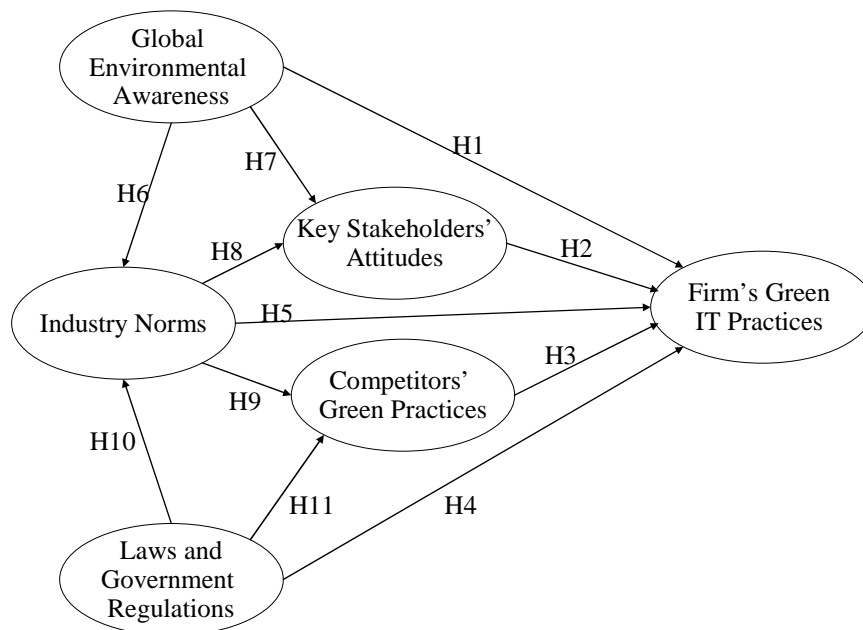 Global
Environmental
Awareness
H1
H7
H6
Key Stakeholders’
Attitudes
H8
H2
Firm’s Green
IT Practices
Industry Norms
H5
H3
Competitors’
Green Practices
H9
H10
H11
H4
Laws and
Government
Regulations